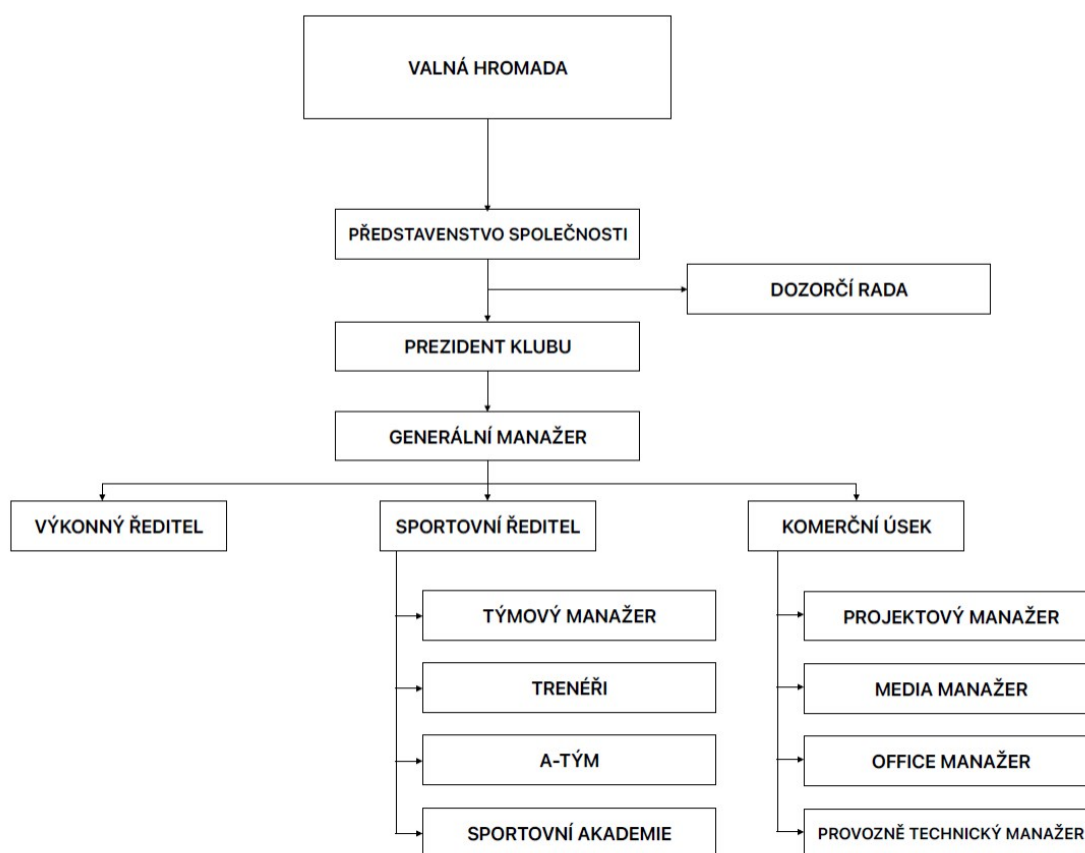 VALNÁ HROMADA
PŘEDSTAVENSTVO SPOLEČNOSTI
DOZORČÍ RADA
PREZIDENT KLUBU
GENERÁLNÍ MANAŽER
VÝKONNÝ ŘEDITEL
SPORTOVNÍ ŘEDITEL
KOMERČNÍ ÚSEK
TÝMOVÝ MANAŽER
PROJEKTOVÝ MANAŽER
TRENÉŘI
MEDIA MANAŽER
A-TÝM
OFFICE MANAŽER
SPORTOVNÍ AKADEMIE
PROVOZNĚ TECHNICKÝ MANAŽER